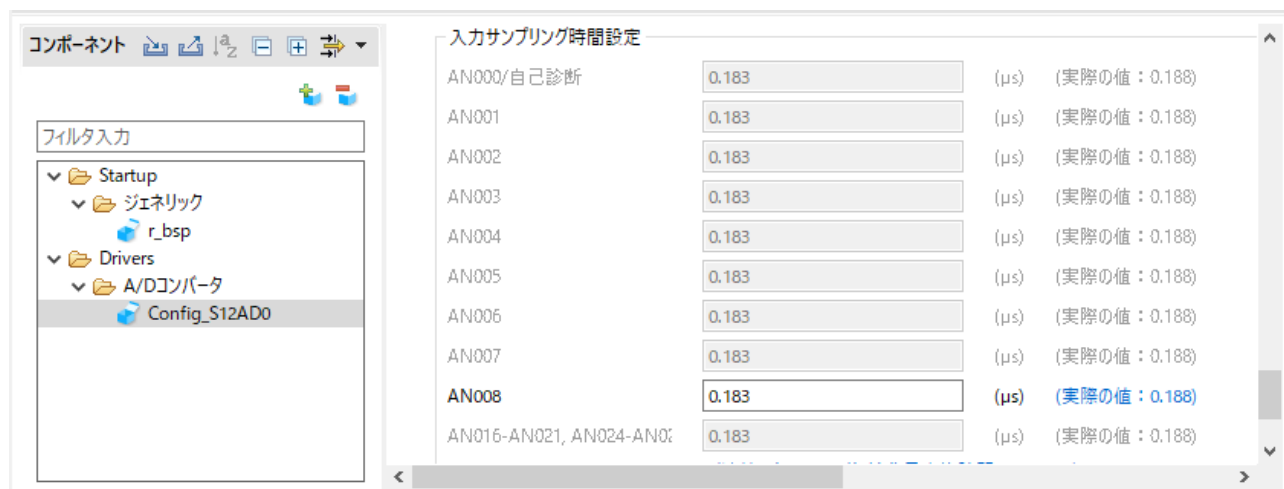 コンポーネント
フィルタ入力
Startup
ジェネリック
r_bsp
Drivers
A/Dコンバータ
Config_S12AD0
入力サンプリング時間設定
AN000/自己診断 0.183 (μs) (実際の値：0.188)
AN001 0.183 (μs) (実際の値：0.188)
AN002 0.183 (μs) (実際の値：0.188)
AN003 0.183 (μs) (実際の値：0.188)
AN004 0.183 (μs) (実際の値：0.188)
AN005 0.183 (μs) (実際の値：0.188)
AN006 0.183 (μs) (実際の値：0.188)
AN007 0.183 (μs) (実際の値：0.188)
AN008 0.183 (μs) (実際の値：0.188)
AN016-AN021, AN024-AN02 0.183 (μs) (実際の値：0.188)